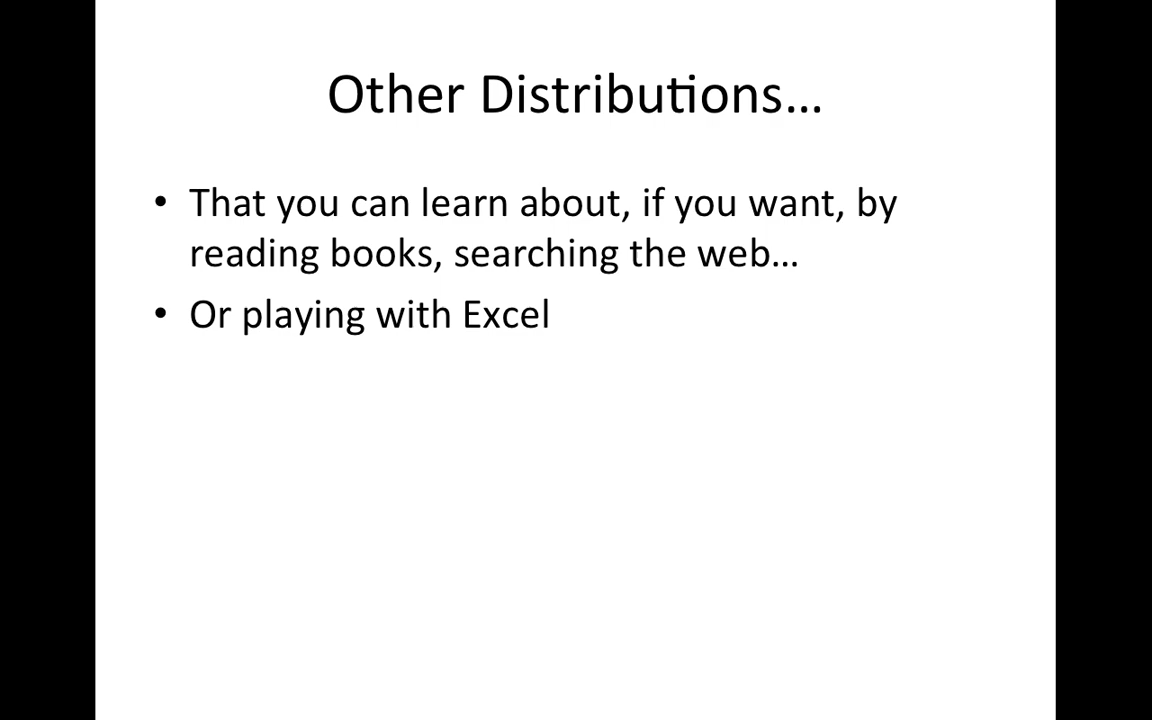 Other Distributions…
• That you can learn about, if you want, by
reading books, searching the web…
• Or playing with Excel